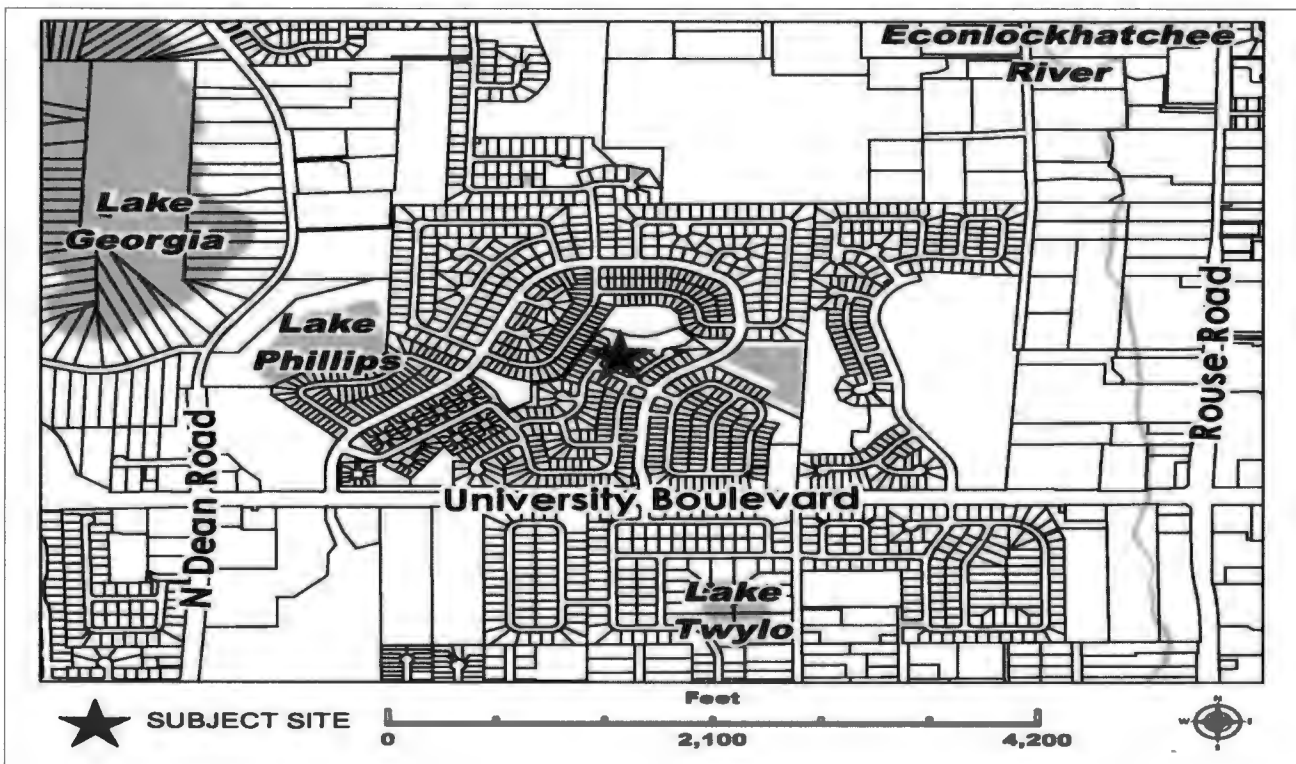 Econlockhatchee
River
Lake
Georgia
Lake
Phillips
Rouse Road
N Dean Road
University Boulevard
Lake
Twylo
Feet
SUBJECT SITE
0
2,100
4,200
N
W
E
S